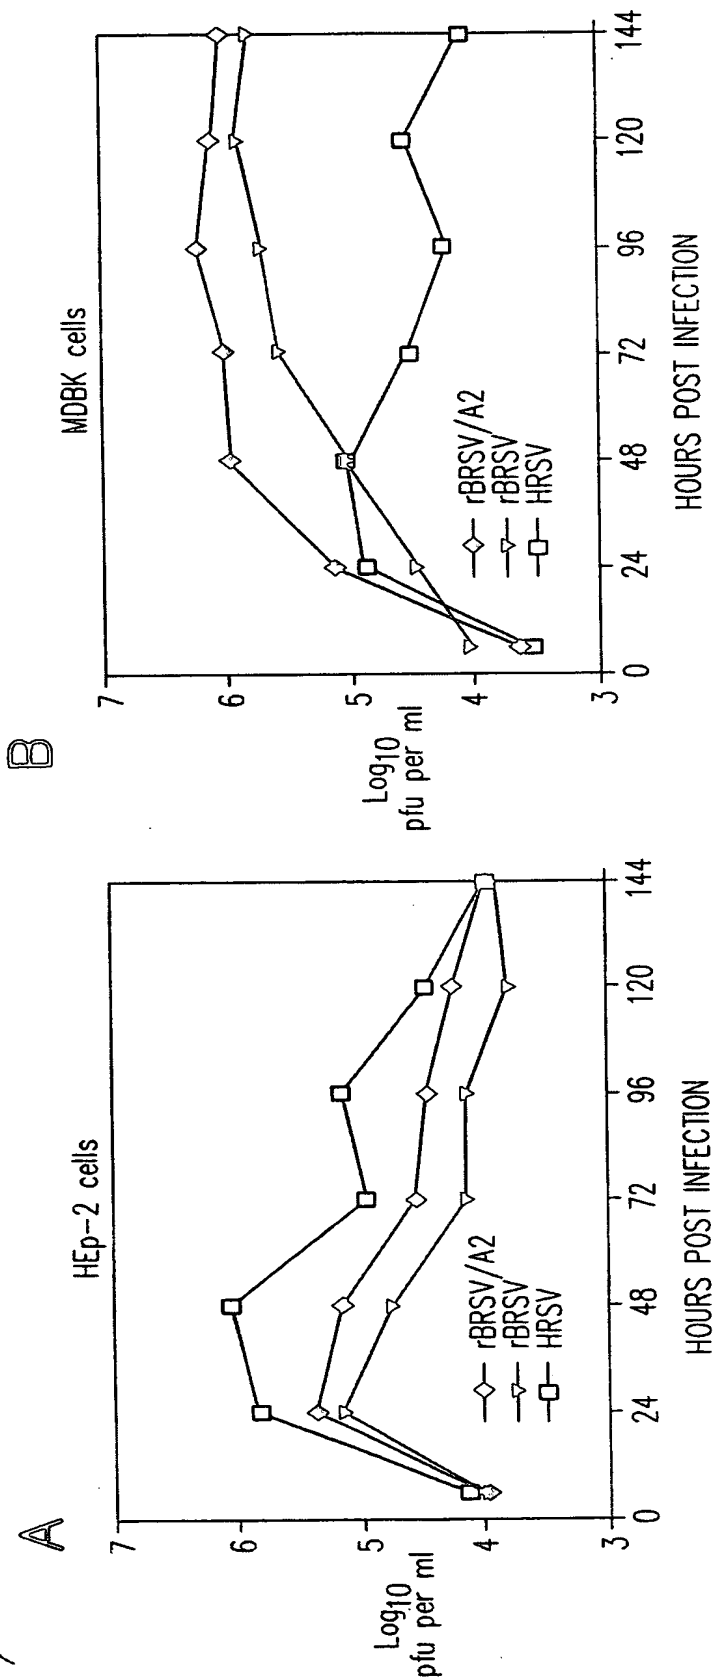 A
HEp-2 cells
7
6
5
4
3
Log10
pfu per ml
0 24 48 72 96 120 144
HOURS POST INFECTION
rBRSV/A2
rBRSV
HRSV
B
MDBK cells
7
6
5
4
3
Log10
pfu per ml
0 24 48 72 96 120 144
HOURS POST INFECTION
rBRSV/A2
rBRSV
HRSV